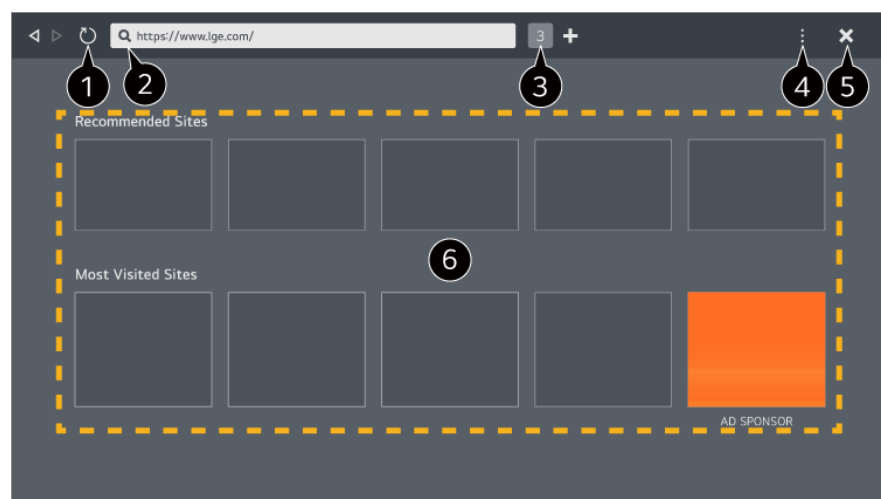 https://www.lge.com/ 3
1 2 3 4 5
Recommended Sites
6
Most Visited Sites
AD SPONSOR